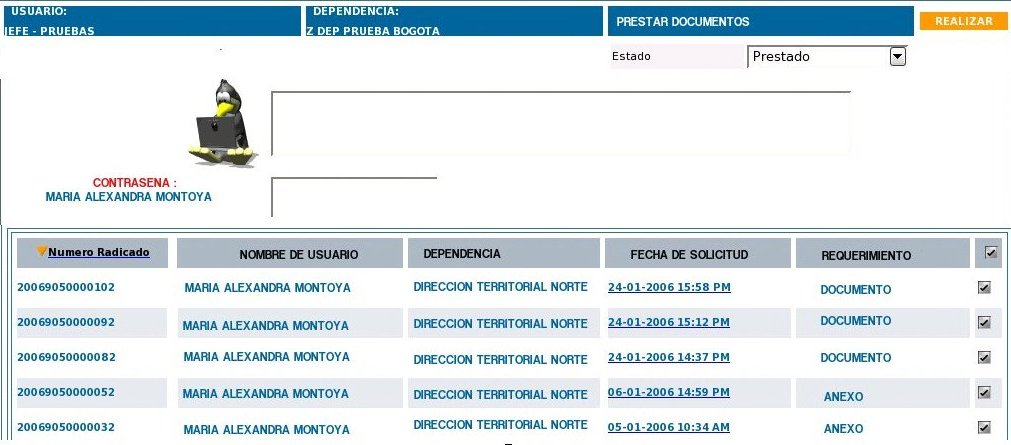 USUARIO:
JEFE - PRUEBAS
DEPENDENCIA:
Z DEP PRUEBA BOGOTA
PRESTAR DOCUMENTOS
REALIZAR
Estado Prestado
CONTRASENA :
MARIA ALEXANDRA MONTOYA
Numero Radicado NOMBRE DE USUARIO DEPENDENCIA FECHA DE SOLICITUD REQUERIMIENTO
20069050000102 MARIA ALEXANDRA MONTOYA DIRECCION TERRITORIAL NORTE 24-01-2006 15:58 PM DOCUMENTO
20069050000092 MARIA ALEXANDRA MONTOYA DIRECCION TERRITORIAL NORTE 24-01-2006 15:12 PM DOCUMENTO
20069050000082 MARIA ALEXANDRA MONTOYA DIRECCION TERRITORIAL NORTE 24-01-2006 14:37 PM DOCUMENTO
20069050000052 MARIA ALEXANDRA MONTOYA DIRECCION TERRITORIAL NORTE 06-01-2006 14:59 PM ANEXO
20069050000032 MARIA ALEXANDRA MONTOYA DIRECCION TERRITORIAL NORTE 05-01-2006 10:34 AM ANEXO